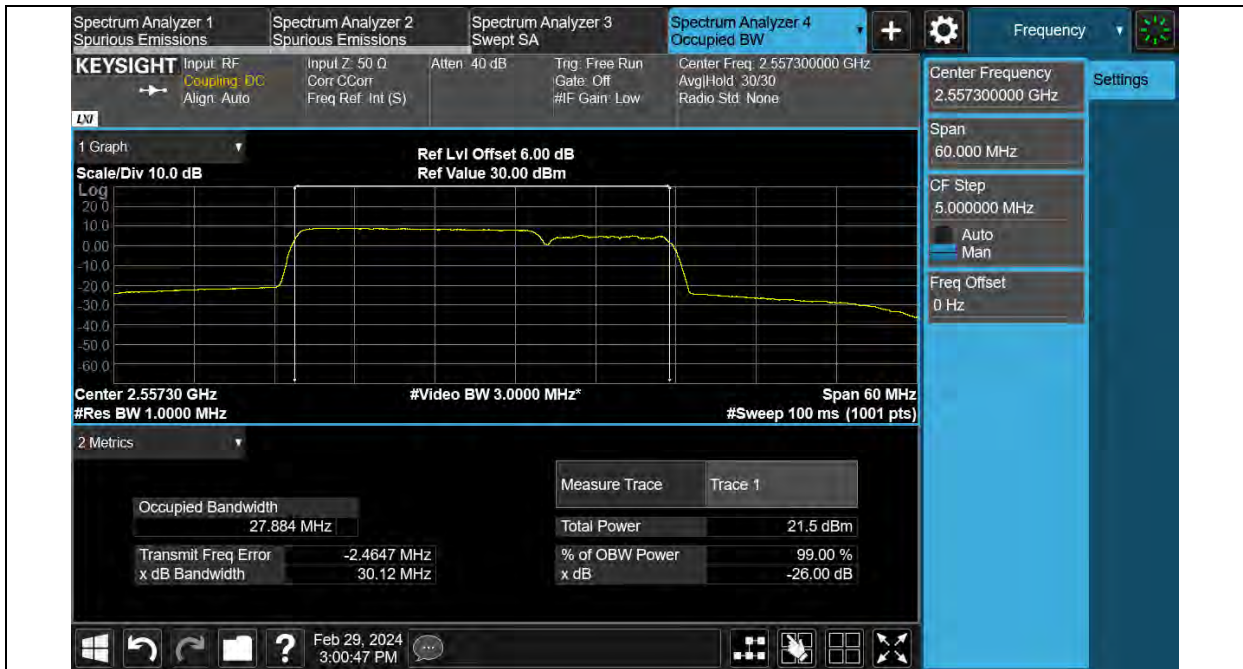 Spectrum Analyzer 1
Spurious Emissions
Spectrum Analyzer 2
Spurious Emissions
Spectrum Analyzer 3
Swept SA
Spectrum Analyzer 4
Occupied BW
Frequency
KEYSIGHT
Input: RF
Coupling: DC
Align: Auto
Input Z: 50 Ω
Corr CCorr
Freq Ref: Int (S)
Atten: 40 dB
Trig: Free Run
Gate: Off
#IF Gain: Low
Center Freq: 2.557300000 GHz
Avg|Hold: 30/30
Radio Std: None
LXI
Center Frequency
2.557300000 GHz
Settings
Span
60.000 MHz
CF Step
5.000000 MHz
Auto
Man
Freq Offset
0 Hz
1 Graph
Scale/Div 10.0 dB
Ref Lvl Offset 6.00 dB
Ref Value 30.00 dBm
Log
20.0
10.0
0.00
-10.0
-20.0
-30.0
-40.0
-50.0
-60.0
Center 2.55730 GHz
#Video BW 3.0000 MHz*
Span 60 MHz
#Res BW 1.0000 MHz
#Sweep 100 ms (1001 pts)
2 Metrics
Measure Trace Trace 1
Occupied Bandwidth
27.884 MHz
Total Power 21.5 dBm
Transmit Freq Error -2.4647 MHz
% of OBW Power 99.00 %
x dB Bandwidth 30.12 MHz
x dB -26.00 dB
Feb 29, 2024
3:00:47 PM